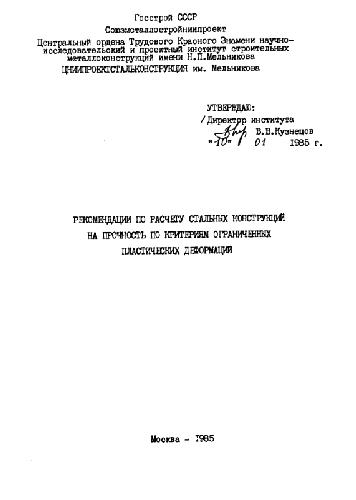 Госстрой СССР
Союзметаллостройниипроект
Центральный ордена Трудового Красного Знамени научно-
исследовательский и проектный институт строительных
металлоконструкций имени Н.П.Мельникова
ЦНИИПРОЕКТСТАЛЬКОНСТРУКЦИЯ им. Мельникова
УТВЕРЖДАЮ:
/Директор института
В.В.Кузнецов
"10" 01 1985 г.
РЕКОМЕНДАЦИИ ПО РАСЧЕТУ СТАЛЬНЫХ КОНСТРУКЦИЙ
НА ПРОЧНОСТЬ ПО КРИТЕРИЯМ ОГРАНИЧЕННЫХ
ПЛАСТИЧЕСКИХ ДЕФОРМАЦИЙ
Москва - 1985